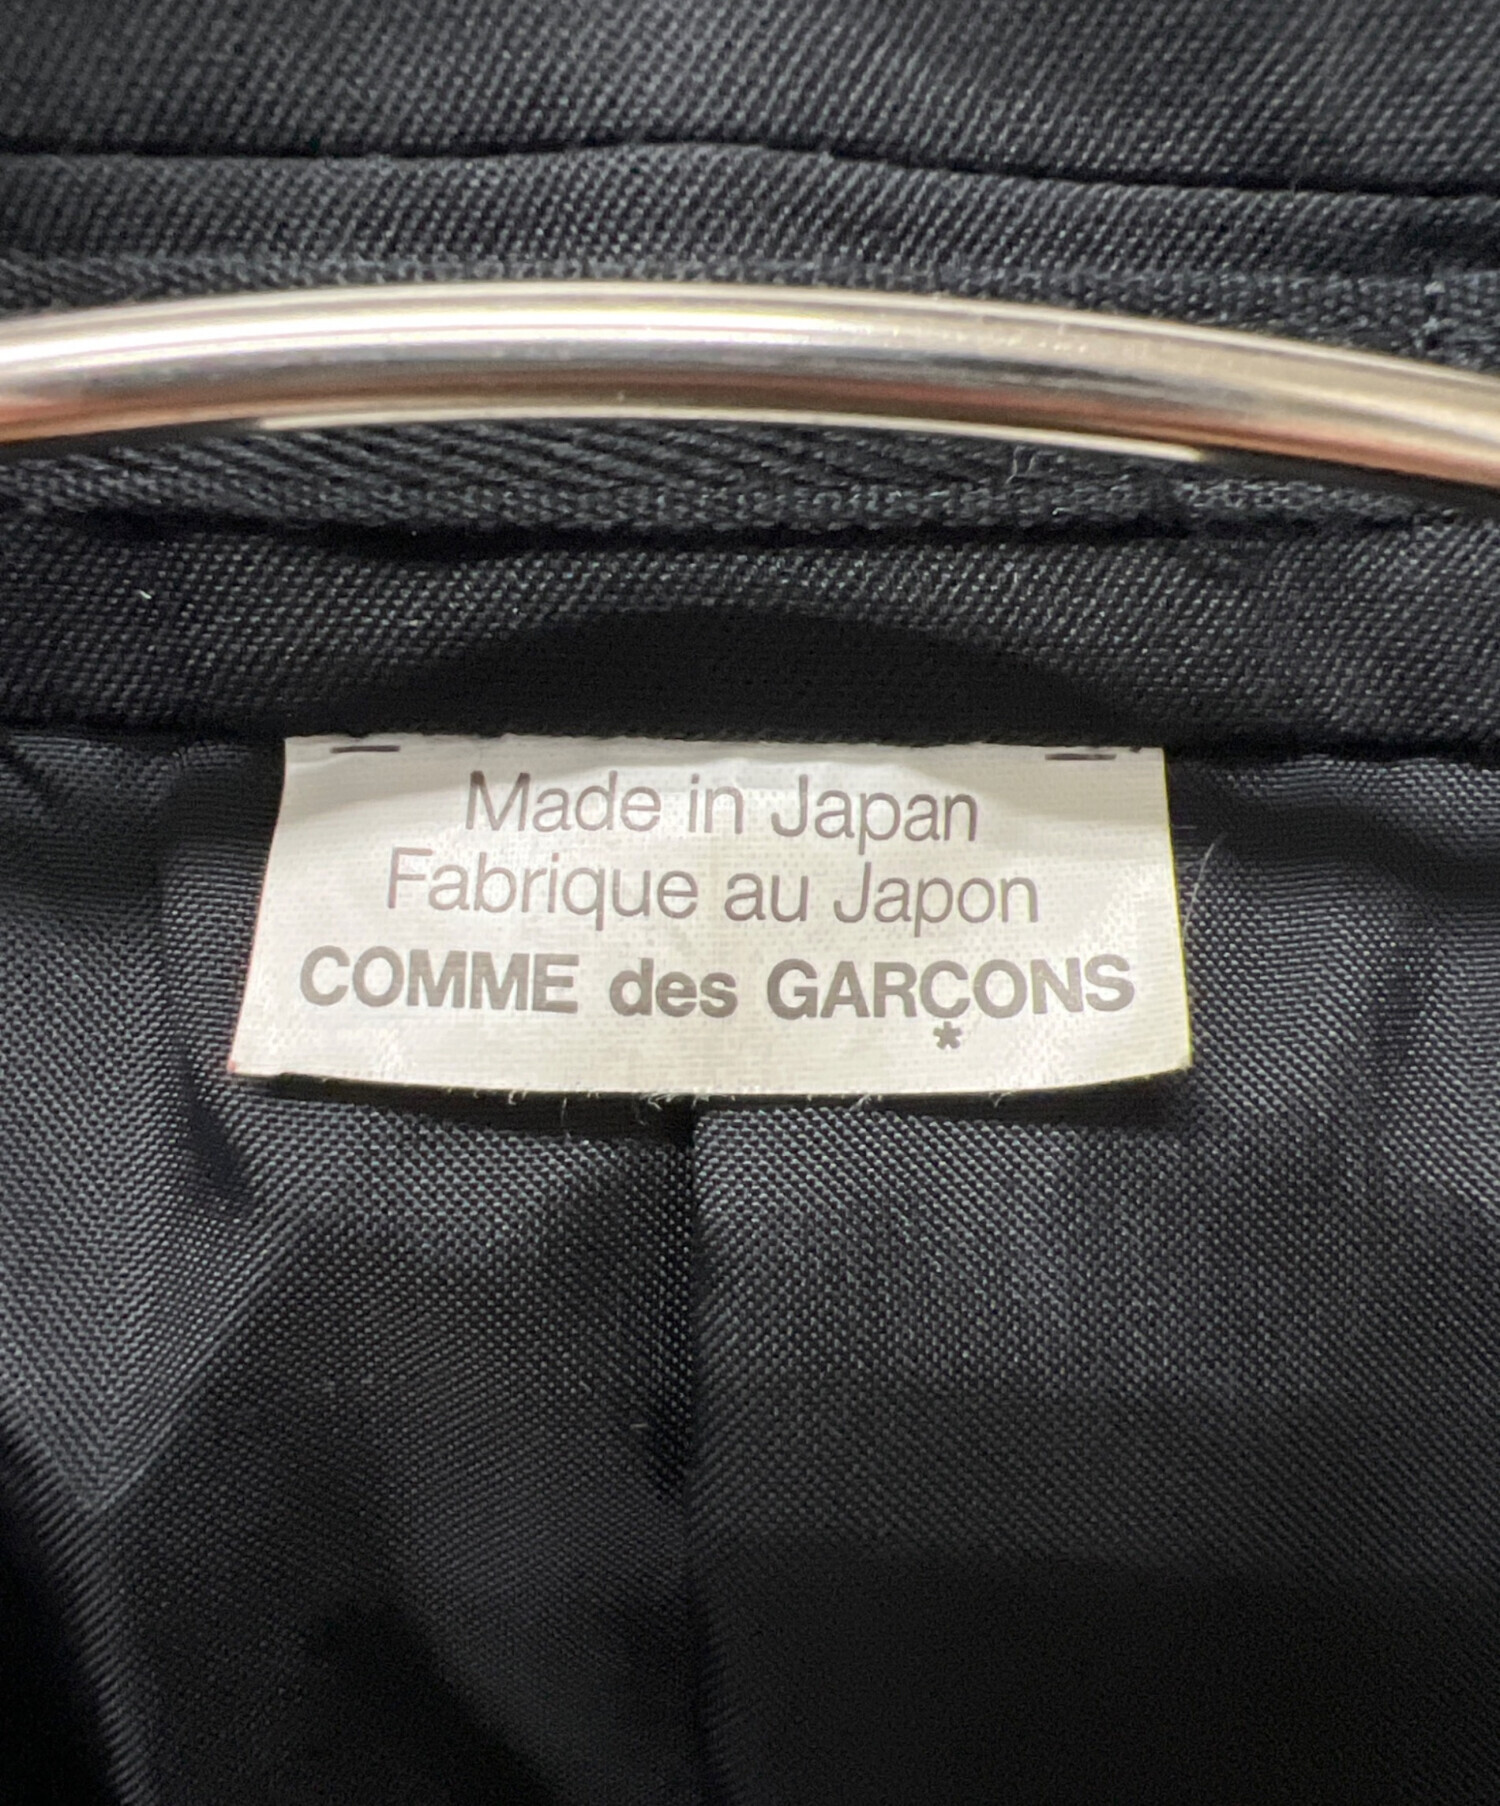 Made in Japan
Fabrique au Japon
COMME des GARÇONS
*